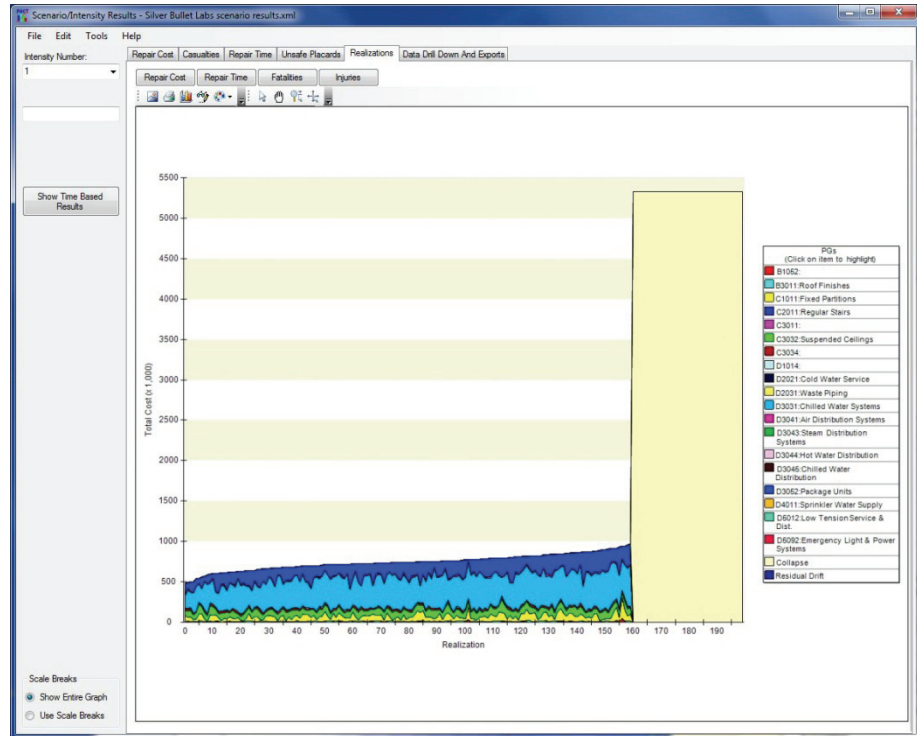 Scenario/Intensity Results - Silver Bullet Labs scenario results.xml
File Edit Tools Help
Intensity Number:
1
Repair Cost Casualties Repair Time Unsafe Placards Realizations Data Drill Down And Exports
Repair Cost Repair Time Fatalities Injuries
Show Time Based
Results
5500
5000
4500
4000
3500
3000
2500
2000
1500
1000
500
0
Total Cost (x 1,000)
0 10 20 30 40 50 60 70 80 90 100 110 120 130 140 150 160 170 180 190
Realization
PGs
(Click on item to highlight)
B1052:
B3011:Roof Finishes
C1011:Fixed Partitions
C2011:Regular Stairs
C3011:
C3032:Suspended Ceilings
C3034:
D1014:
D2021:Cold Water Service
D2031:Waste Piping
D3031:Chilled Water Systems
D3041:Air Distribution Systems
D3043:Steam Distribution
Systems
D3044:Hot Water Distribution
D3046:Chilled Water
Distribution
D3052:Package Units
D4011:Sprinkler Water Supply
D5012:Low Tension Service &
Dist.
D5092:Emergency Light & Power
Systems
Collapse
Residual Drift
Scale Breaks
Show Entire Graph
Use Scale Breaks